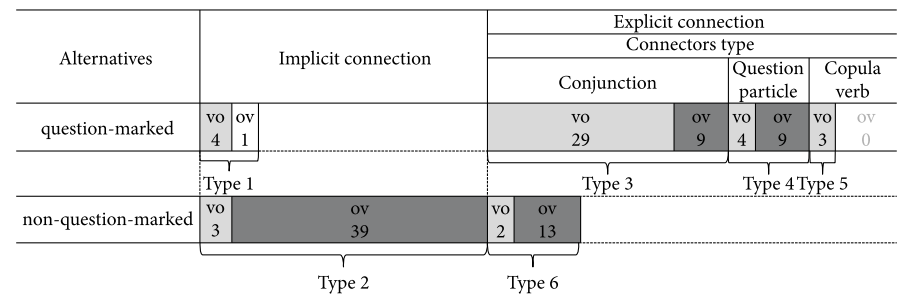 Explicit connection
Connectors type
Alternatives
Implicit connection
Conjunction
Question particle
Copula verb
question-marked
vo ov vo ov vo ov vo ov
4 1 29 9 4 9 3 0
Type 1 Type 3 Type 4 Type 5
non-question-marked
vo ov vo ov
3 39 2 13
Type 2 Type 6